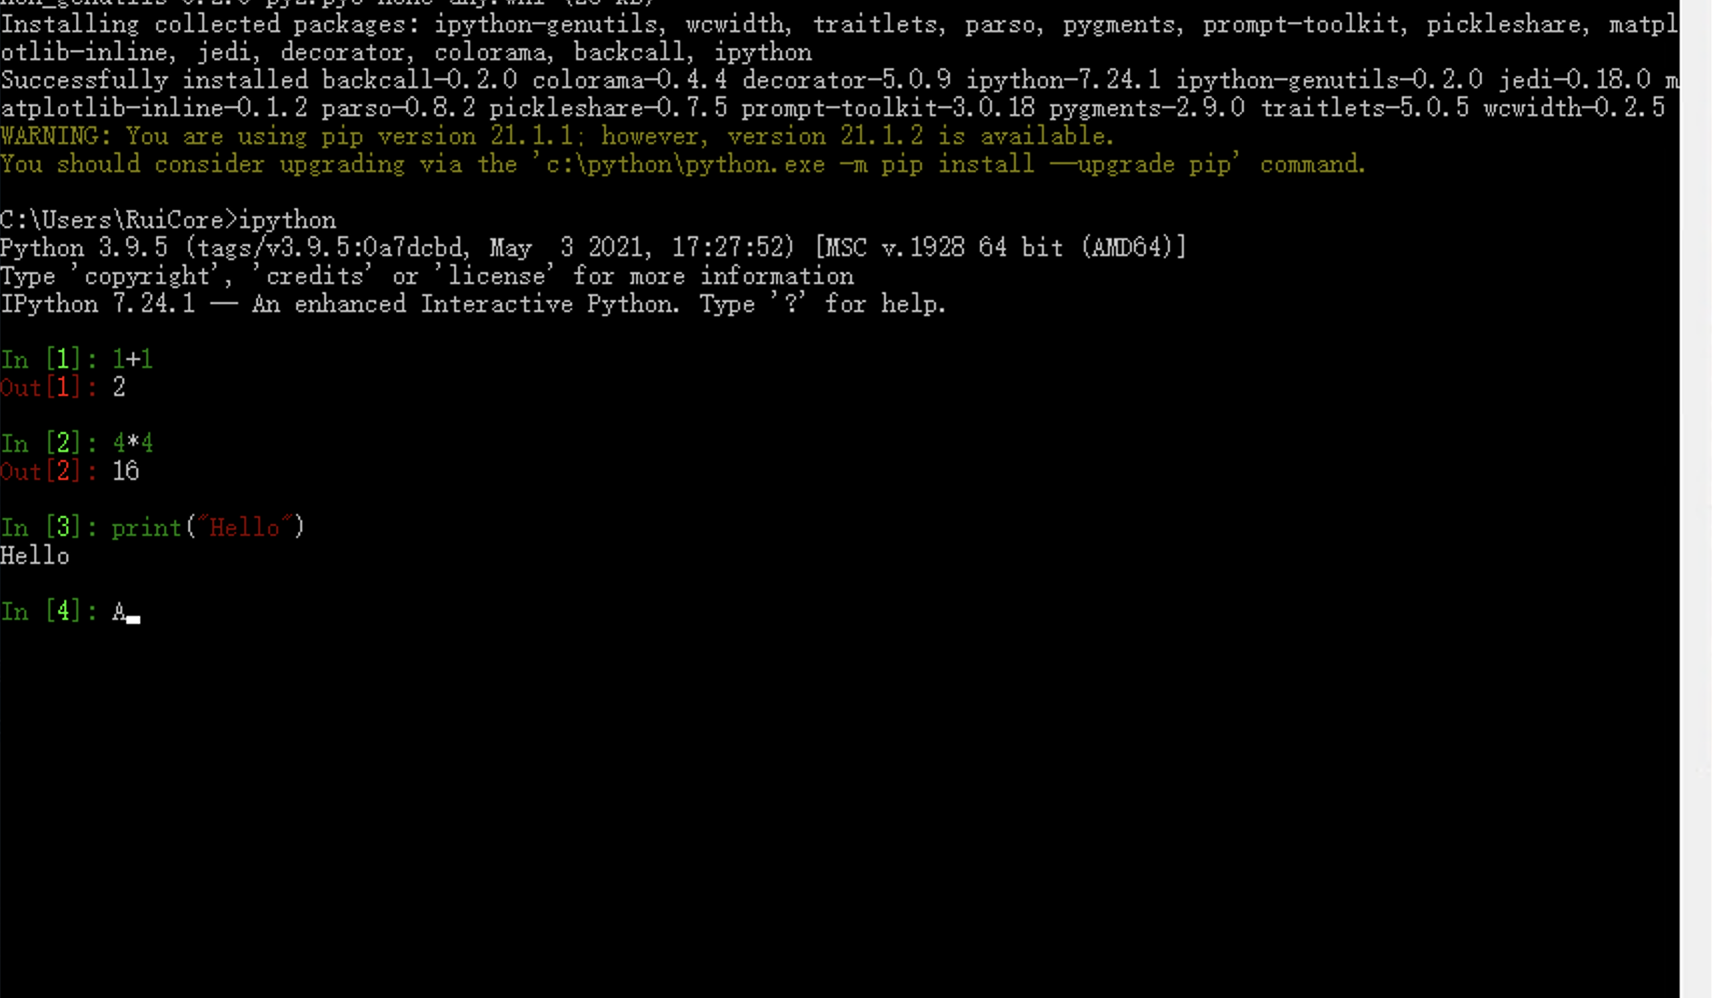 Installing collected packages: ipython-genutils, wcwidth, traitlets, parso, pygments, prompt-toolkit, pickleshare, matpl
otlib-inline, jedi, decorator, colorama, backcall, ipython
Successfully installed backcall-0.2.0 colorama-0.4.4 decorator-5.0.9 ipython-7.24.1 ipython-genutils-0.2.0 jedi-0.18.0 m
atplotlib-inline-0.1.2 parso-0.8.2 pickleshare-0.7.5 prompt-toolkit-3.0.18 pygments-2.9.0 traitlets-5.0.5 wcwidth-0.2.5
WARNING: You are using pip version 21.1.1; however, version 21.1.2 is available.
You should consider upgrading via the 'c:\python\python.exe -m pip install --upgrade pip' command.
C:\Users\RuiCore>ipython
Python 3.9.5 (tags/v3.9.5:0a7dcbd, May  3 2021, 17:27:52) [MSC v.1928 64 bit (AMD64)]
Type 'copyright', 'credits' or 'license' for more information
IPython 7.24.1 -- An enhanced Interactive Python. Type '?' for help.
In [1]: 1+1
Out[1]: 2
In [2]: 4*4
Out[2]: 16
In [3]: print("Hello")
Hello
In [4]: A